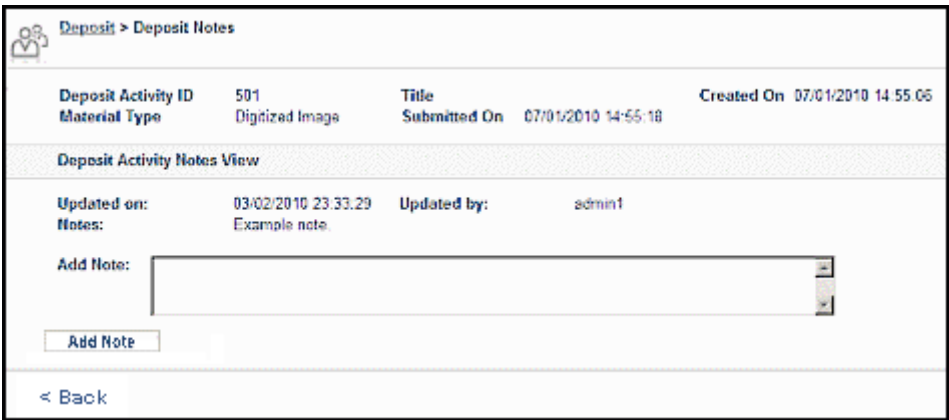 Deposit > Deposit Notes
Deposit Activity ID 501 Title Created On 07/01/2010 14:55:06
Material Type Digitized Image Submitted On 07/01/2010 14:55:18
Deposit Activity Notes View
Updated on: 03/02/2010 23:33:29 Updated by: admin1
Notes: Example note.
Add Note:
Add Note
< Back